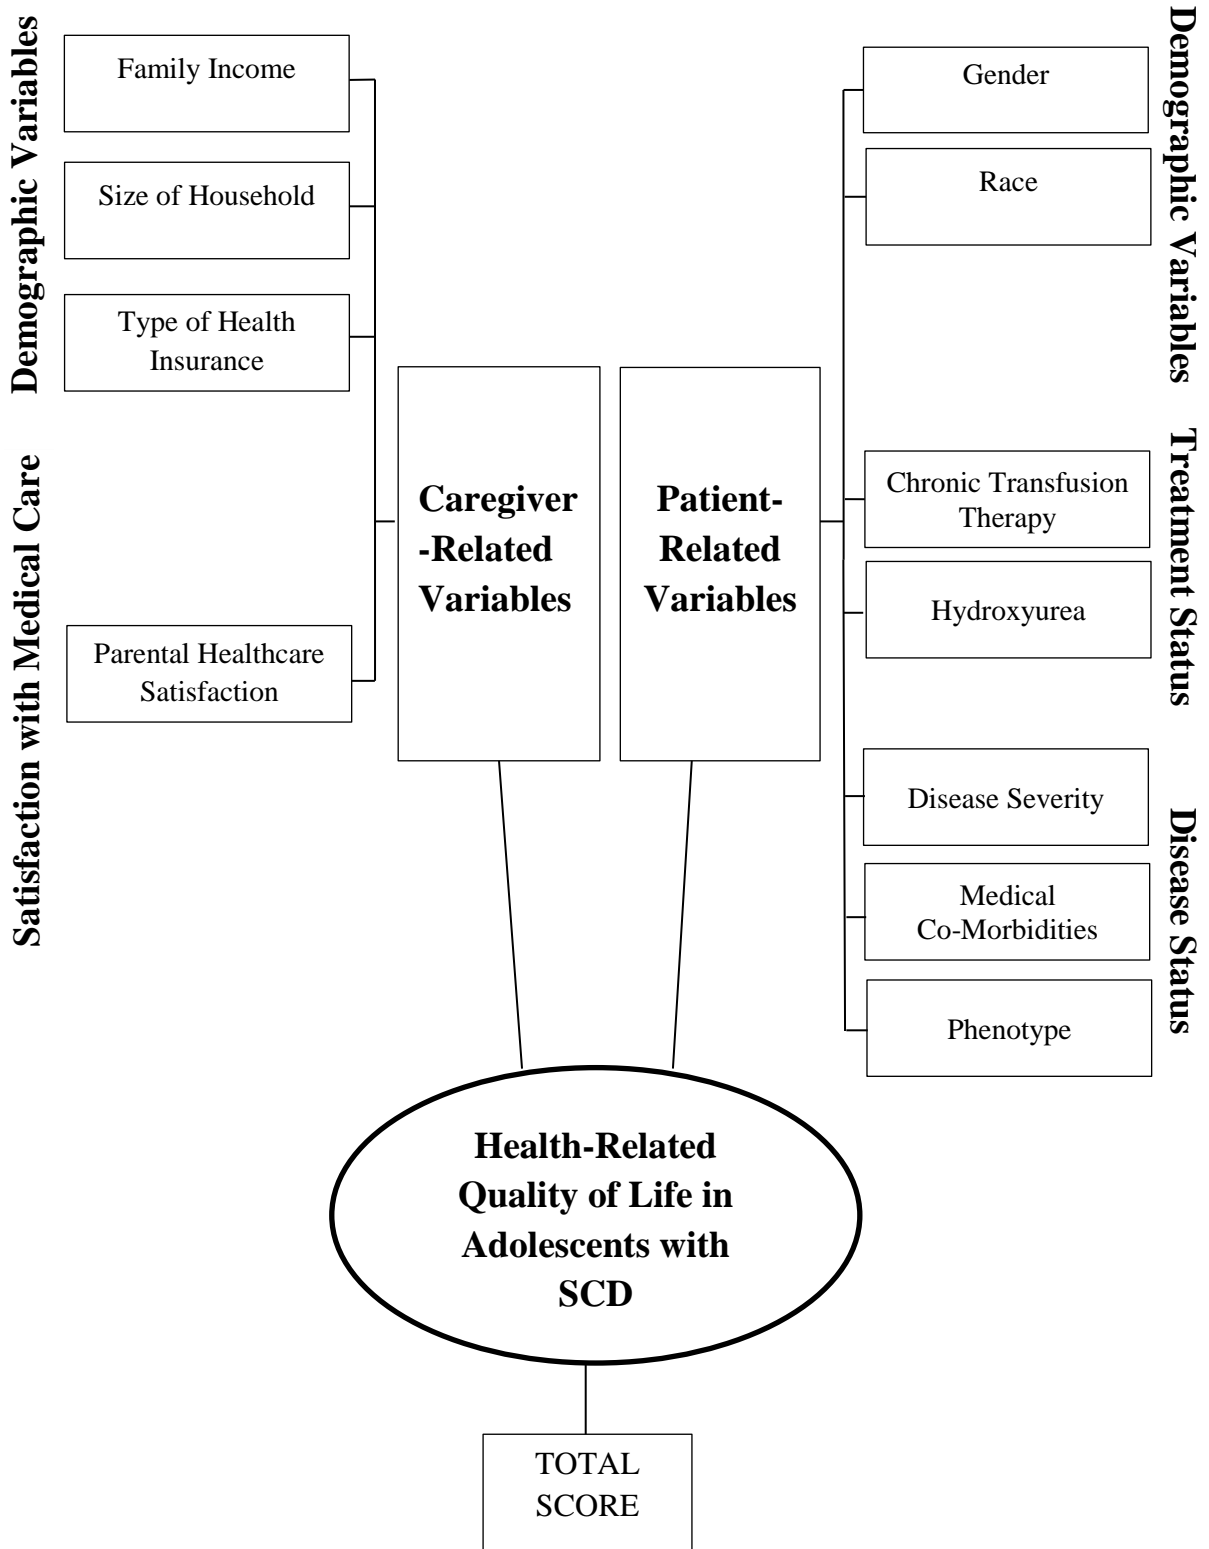 Demographic Variables
Family Income
Size of Household
Type of Health
Insurance
Satisfaction with Medical Care
Parental Healthcare
Satisfaction
Caregiver
-Related
Variables
Patient-
Related
Variables
Demographic Variables
Gender
Race
Treatment Status
Chronic Transfusion
Therapy
Hydroxyurea
Disease Status
Disease Severity
Medical
Co-Morbidities
Phenotype
Health-Related
Quality of Life in
Adolescents with
SCD
TOTAL
SCORE